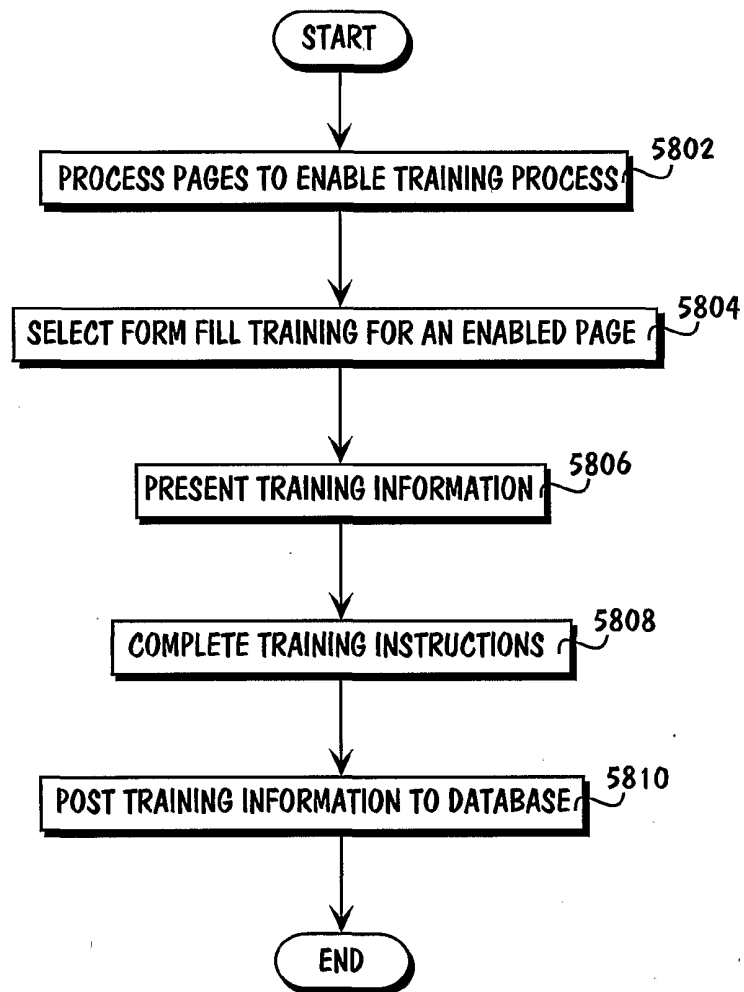 START
PROCESS PAGES TO ENABLE TRAINING PROCESS
5802
SELECT FORM FILL TRAINING FOR AN ENABLED PAGE
5804
PRESENT TRAINING INFORMATION
5806
COMPLETE TRAINING INSTRUCTIONS
5808
POST TRAINING INFORMATION TO DATABASE
5810
END